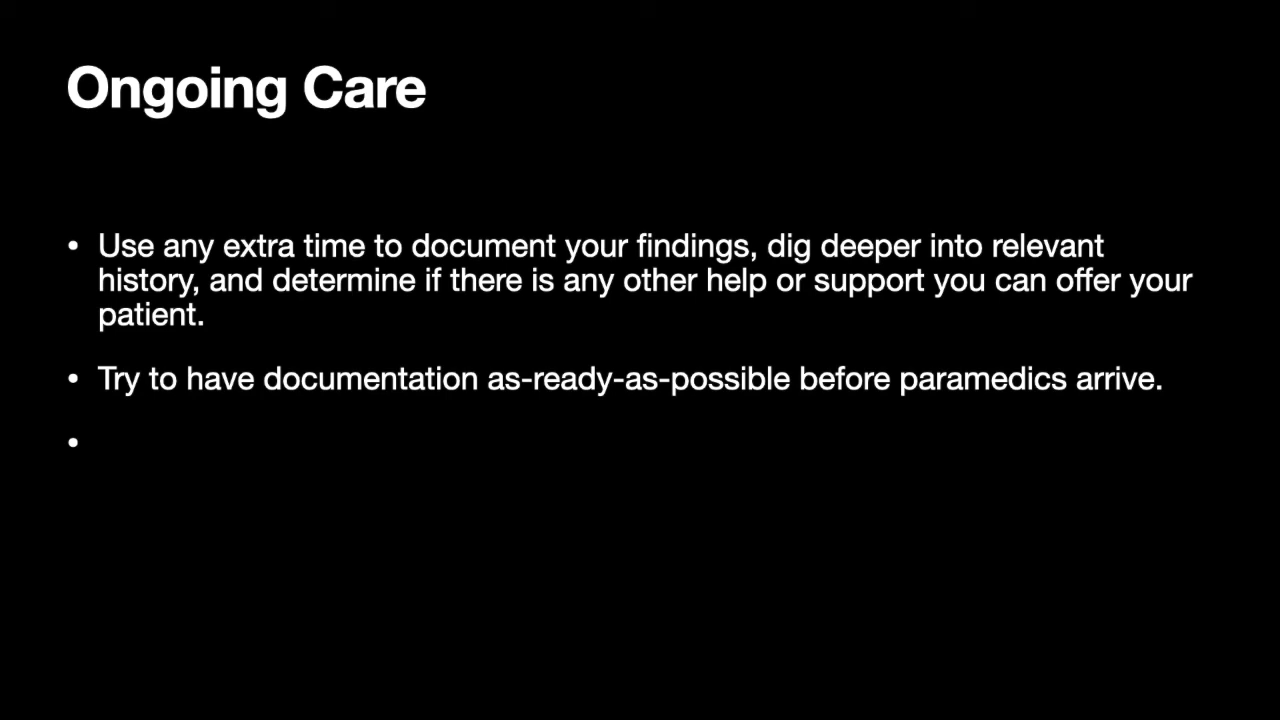 Ongoing Care
• Use any extra time to document your findings, dig deeper into relevant
history, and determine if there is any other help or support you can offer your
patient.
• Try to have documentation as-ready-as-possible before paramedics arrive.
•